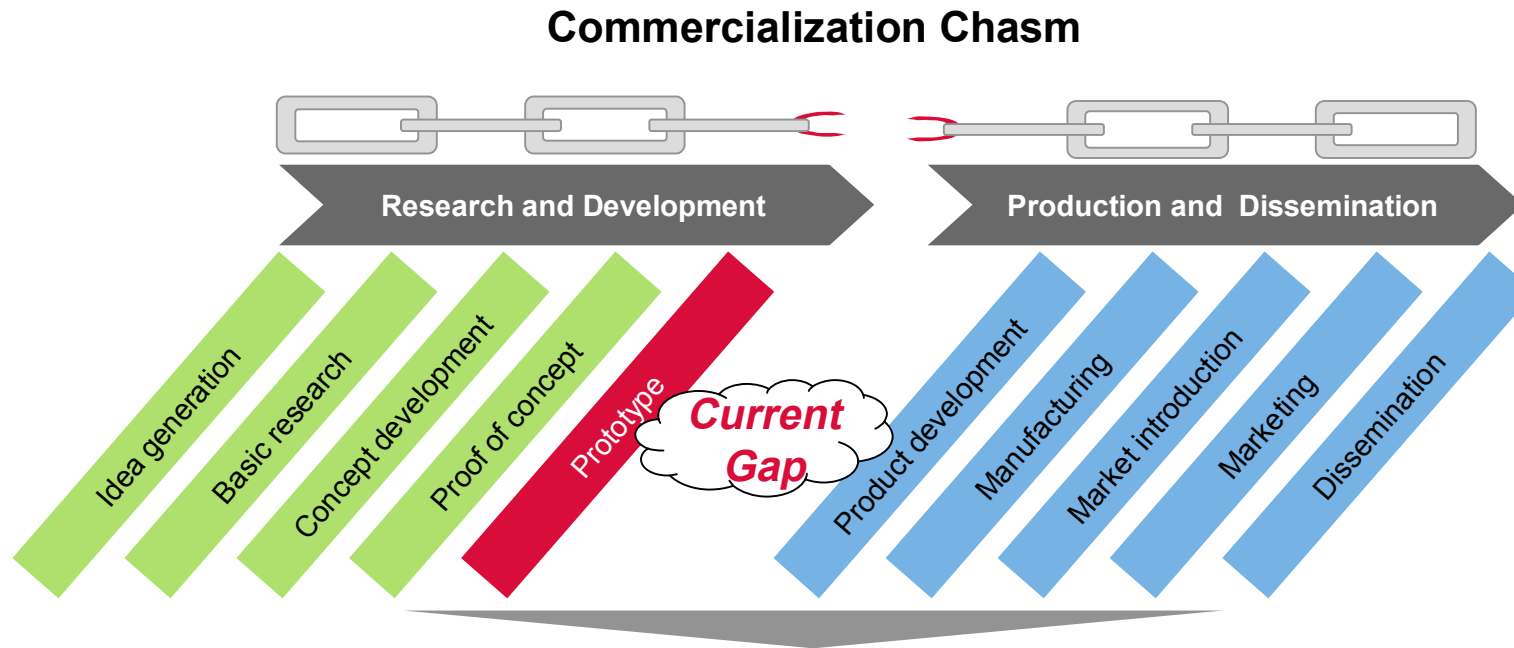 Commercialization Chasm
Research and Development
Production and  Dissemination
Idea generation
Basic research
Concept development
Proof of concept
Prototype
Current
Gap
Product development
Manufacturing
Market introduction
Marketing
Dissemination